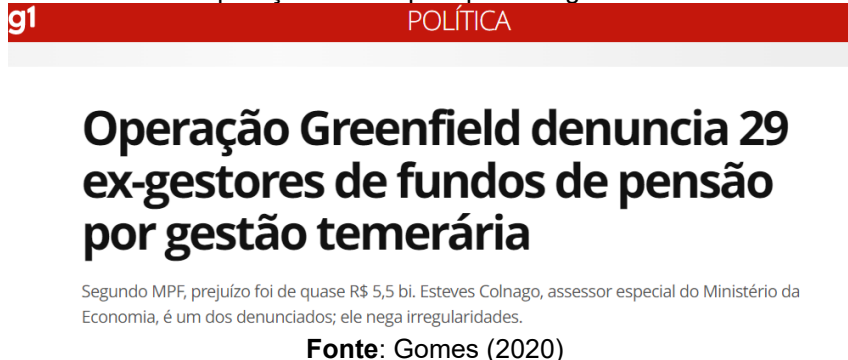 g1 POLÍTICA
Operação Greenfield denuncia 29
ex-gestores de fundos de pensão
por gestão temerária
Segundo MPF, prejuízo foi de quase R$ 5,5 bi. Esteves Colnago, assessor especial do Ministério da
Economia, é um dos denunciados; ele nega irregularidades.
Fonte: Gomes (2020)